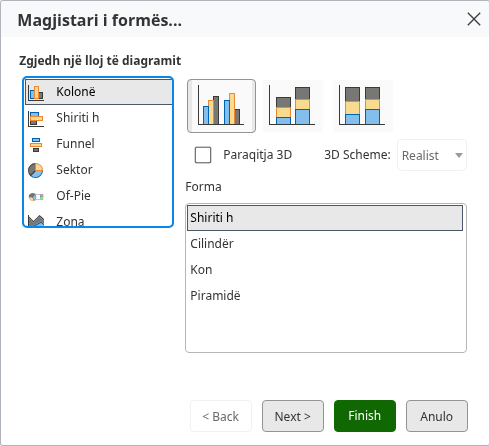 Magjistari i formës...
Zgjedh një lloj të diagramit
Kolonë
Shiriti h
Funnel
Sektor
Of-Pie
Zona
Paraqitja 3D
3D Scheme:
Realist
Forma
Shiriti h
Cilindër
Kon
Piramidë
< Back
Next >
Finish
Anulo